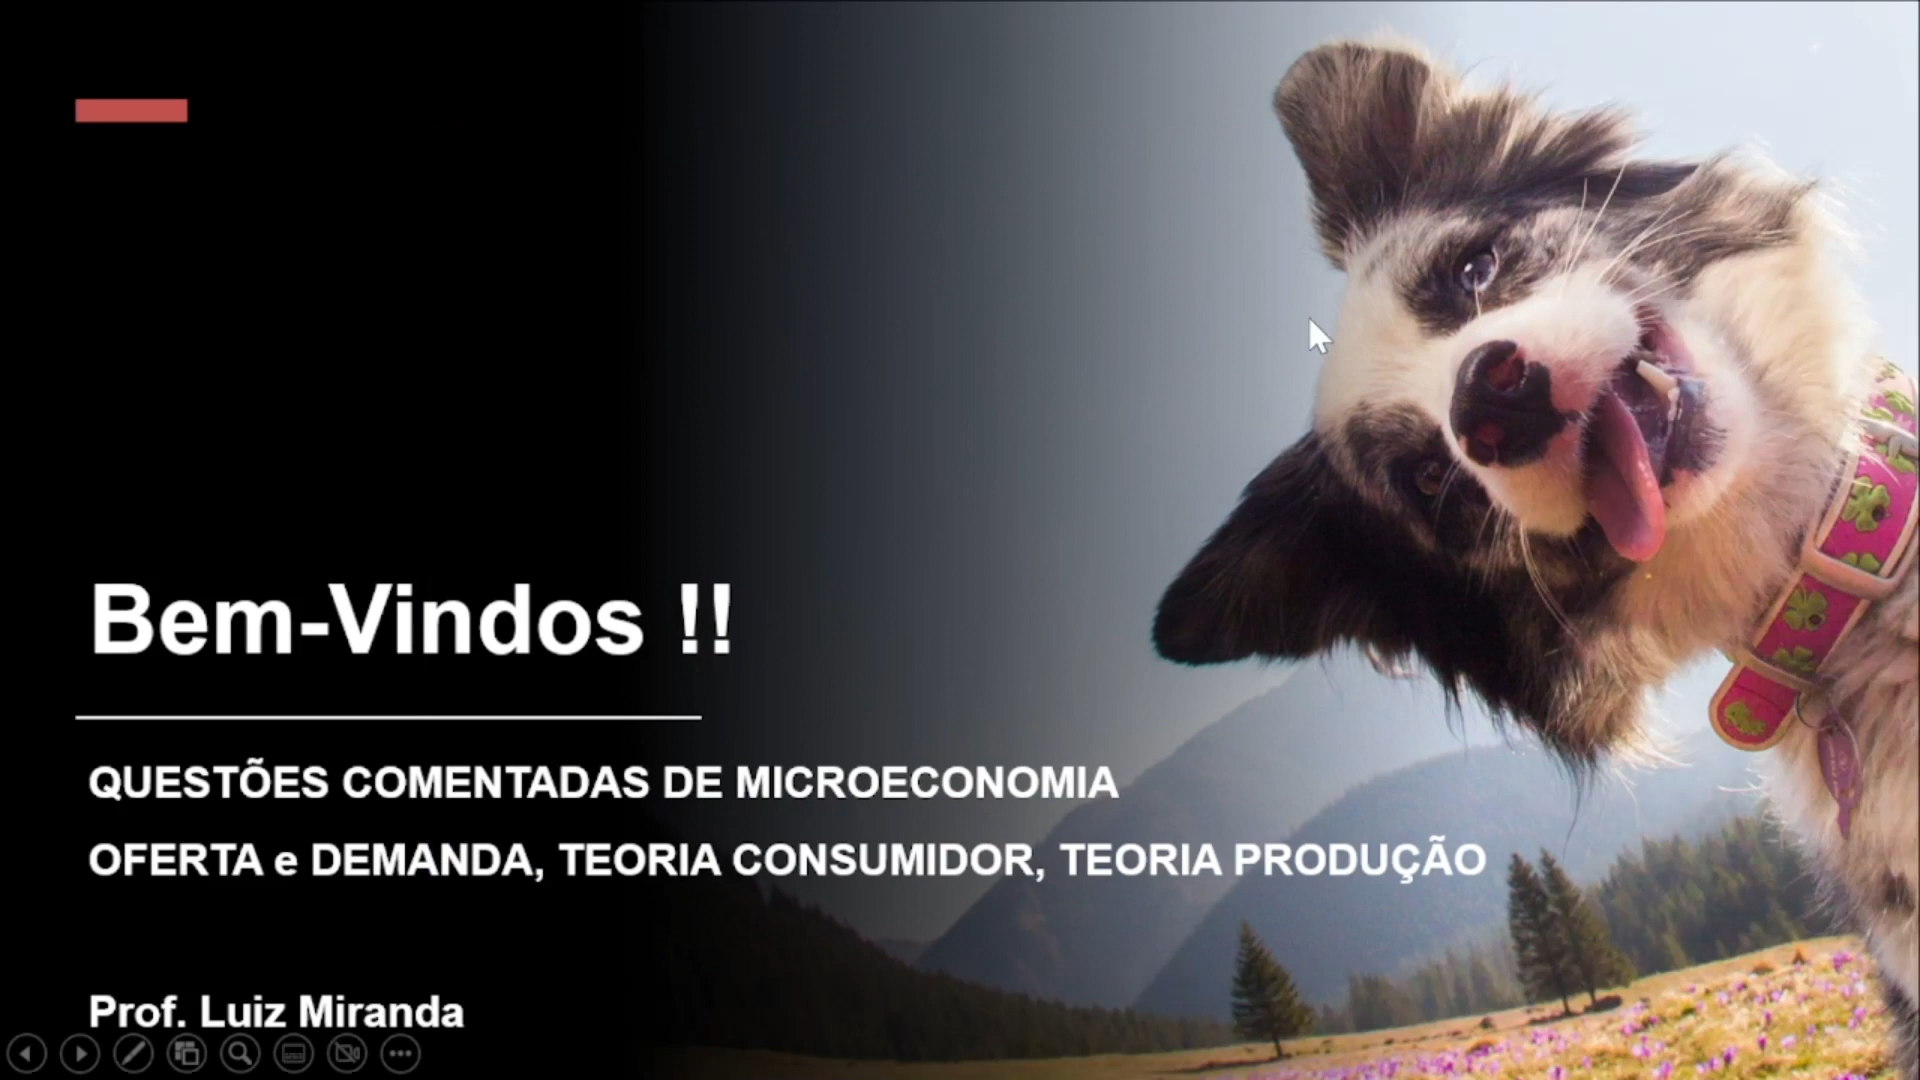 Bem-Vindos !!
QUESTÕES COMENTADAS DE MICROECONOMIA
OFERTA e DEMANDA, TEORIA CONSUMIDOR, TEORIA PRODUÇÃO
Prof. Luiz Miranda